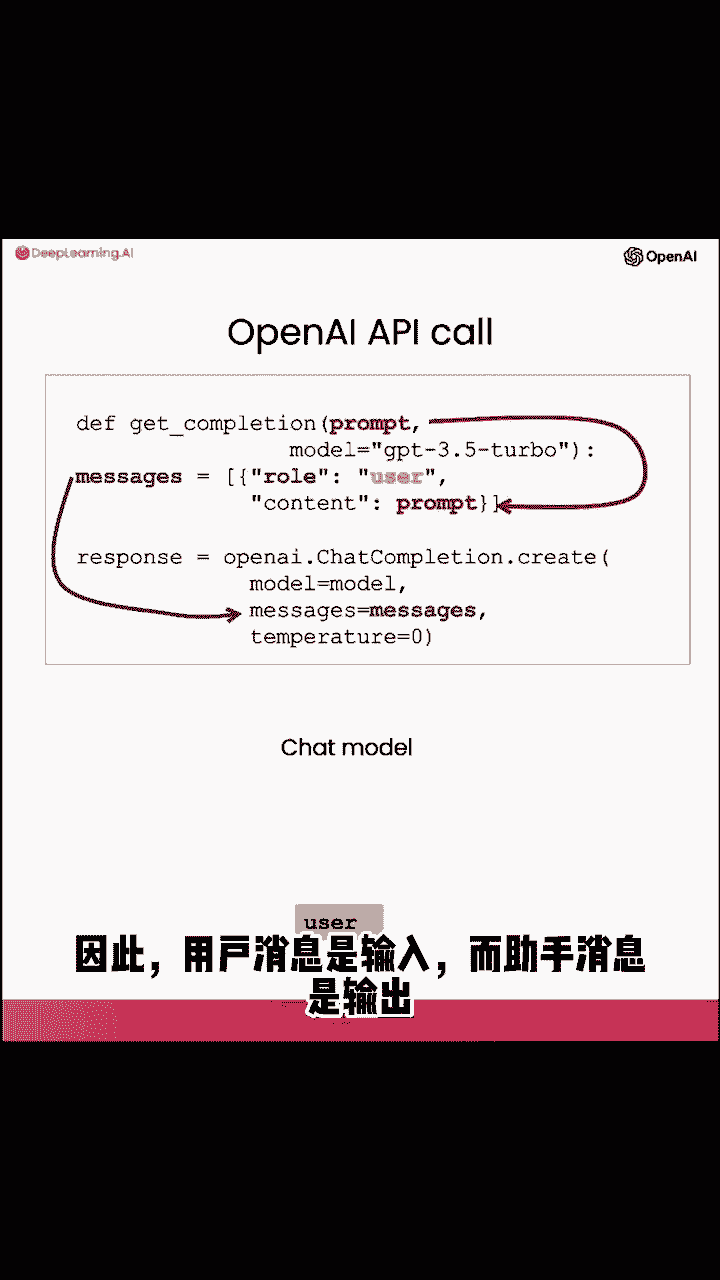 DeepLearning.AI
OpenAI
OpenAI API call
def get_completion(prompt,
model="gpt-3.5-turbo"):
messages = [{"role": "user",
"content": prompt}]
response = openai.ChatCompletion.create(
model=model,
messages=messages,
temperature=0)
Chat model
user
因此，用戸消息是输入，而助手消息
是输出